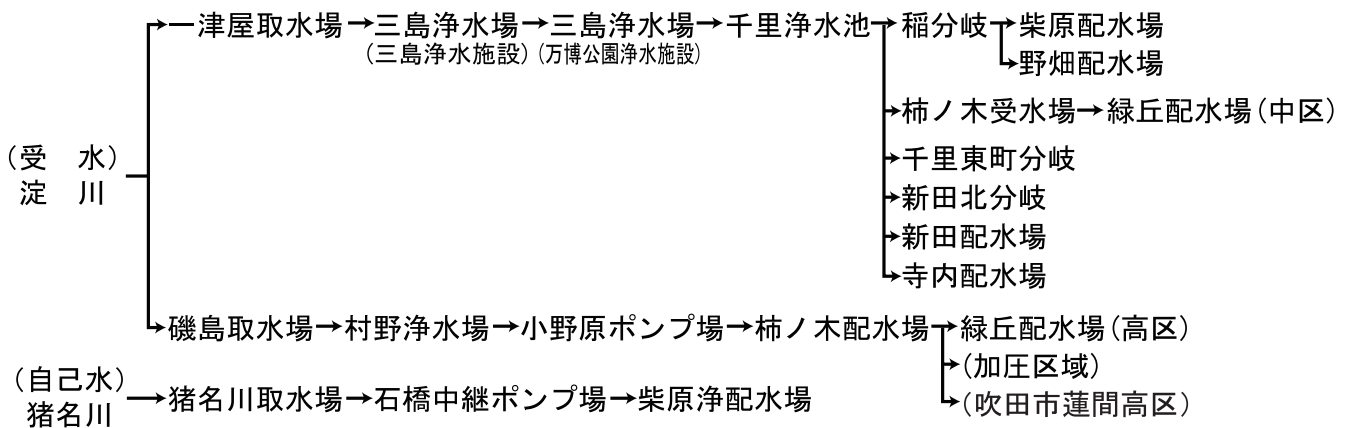 一津屋取水場→三島浄水場→三島浄水場→千里浄水池→稲分岐→柴原配水場
(三島浄水施設)(万博公園浄水施設)
→野畑配水場
→柿ノ木受水場→緑丘配水場(中区)
(受　水)
淀　川
→千里東町分岐
→新田北分岐
→新田配水場
→寺内配水場
→磯島取水場→村野浄水場→小野原ポンプ場→柿ノ木配水場→緑丘配水場(高区)
→(加圧区域)
→(吹田市蓮間高区)
(自己水)
猪名川
→猪名川取水場→石橋中継ポンプ場→柴原浄配水場